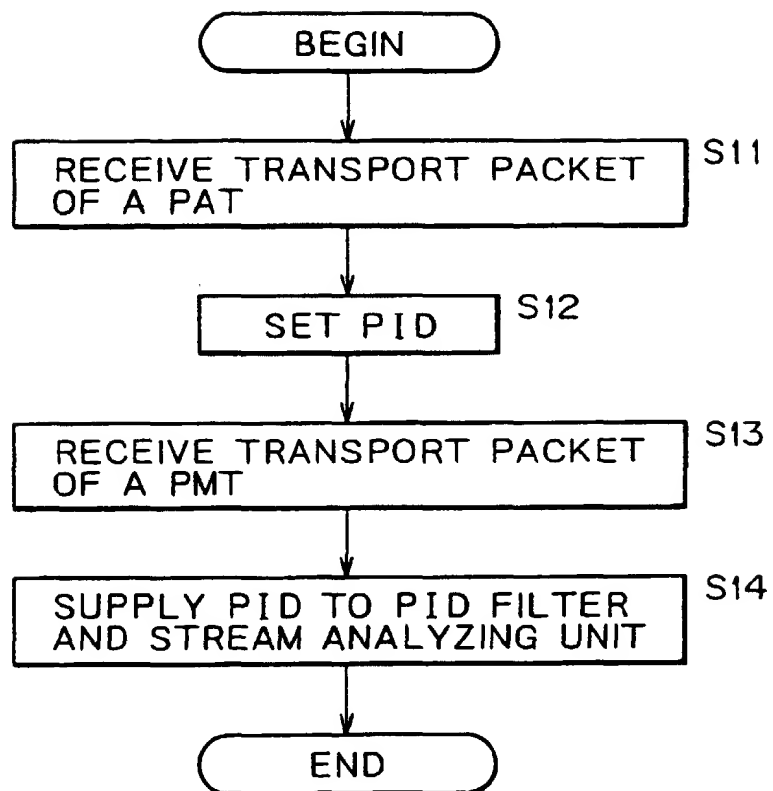 BEGIN
RECEIVE TRANSPORT PACKET
OF A PAT
S11
SET PID
S12
RECEIVE TRANSPORT PACKET
OF A PMT
S13
SUPPLY PID TO PID FILTER
AND STREAM ANALYZING UNIT
S14
END